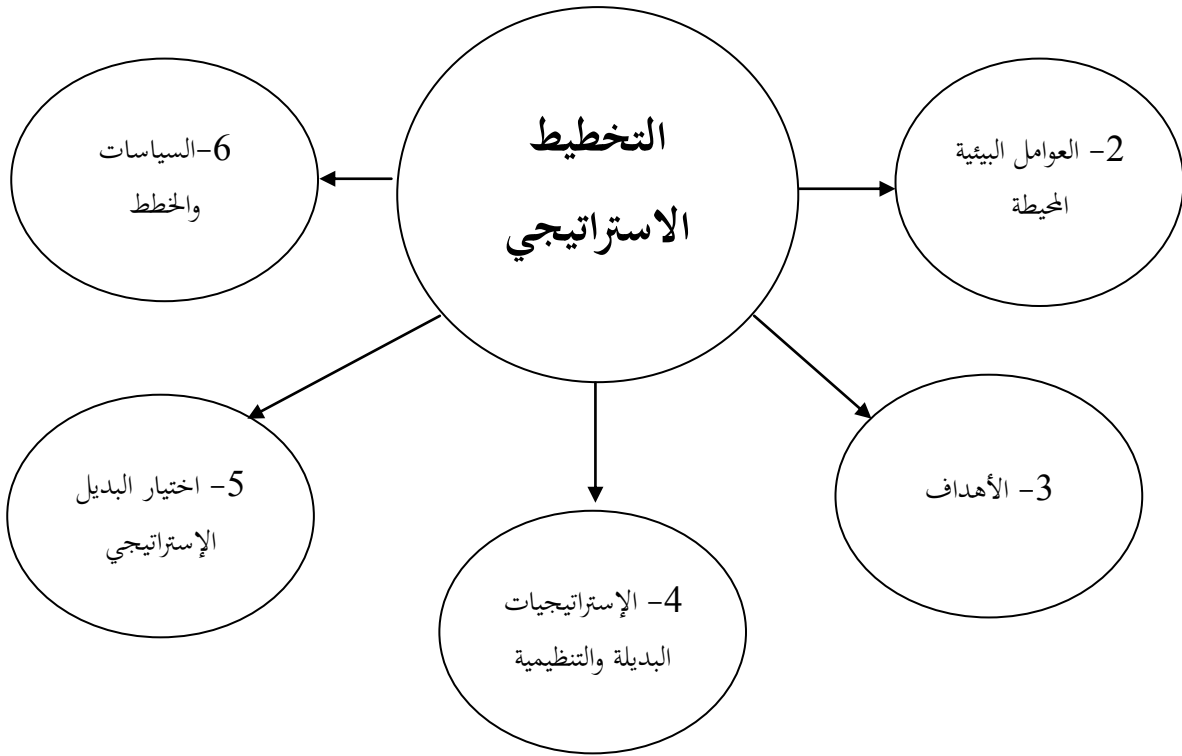 التخطيط
الاستراتيجي
2- العوامل البيئية
المحيطة
3- الأهداف
4- الإستراتيجيات
البديلة والتنظيمية
5- اختيار البديل
الإستراتيجي
6-السياسات
والخطط